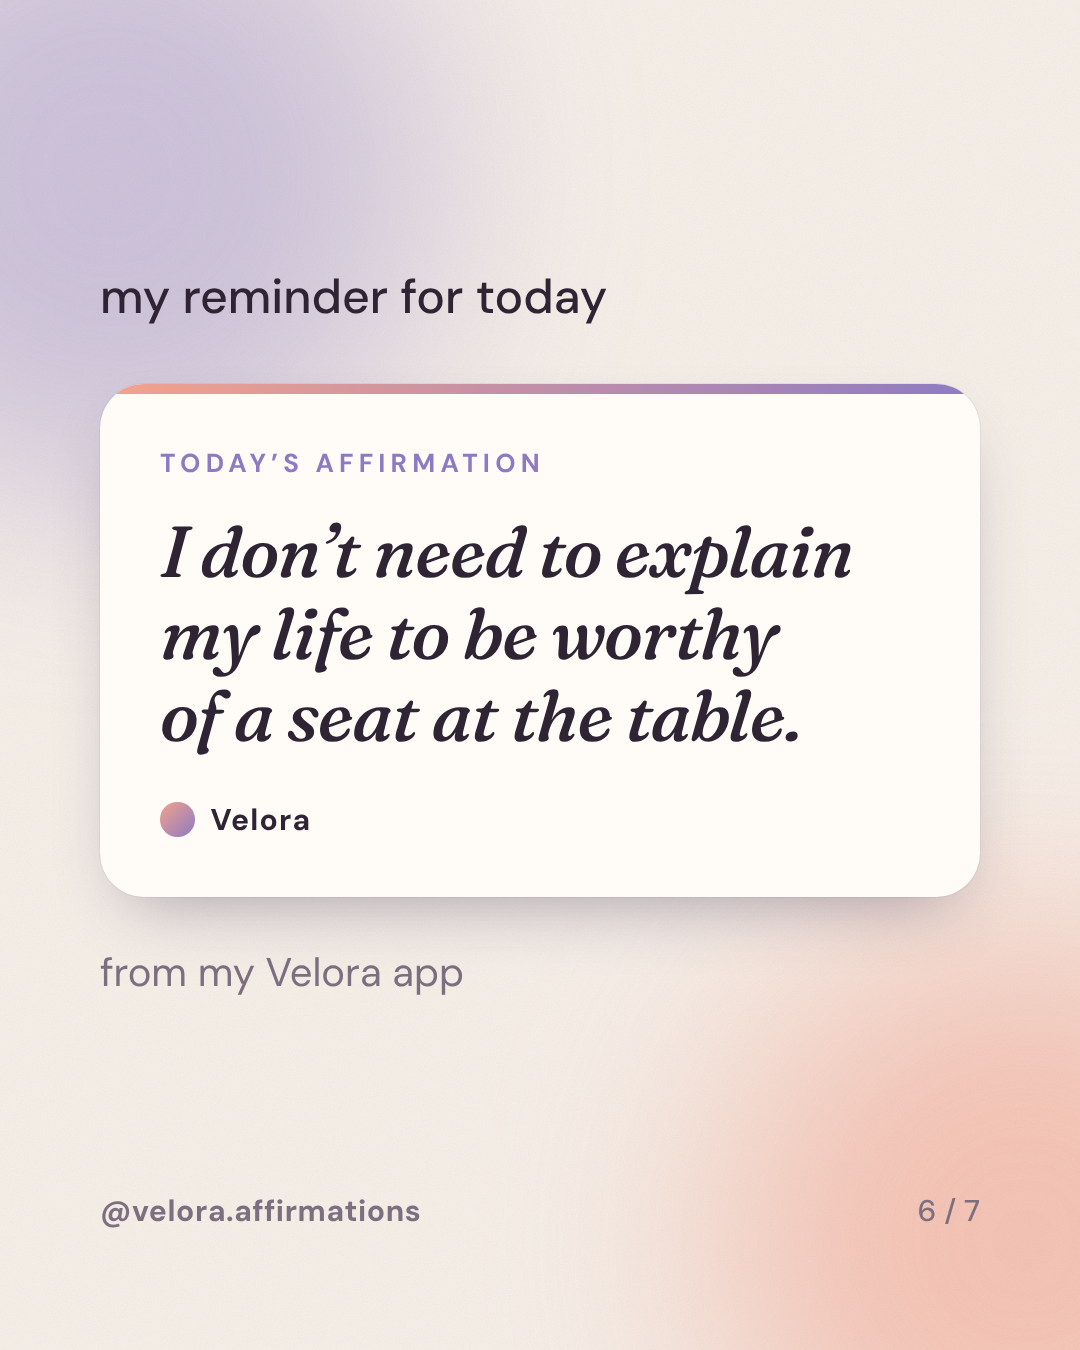 my reminder for today
TODAY’S AFFIRMATION
I don’t need to explain
my life to be worthy
of a seat at the table.
Velora
from my Velora app
@velora.affirmations
6 / 7